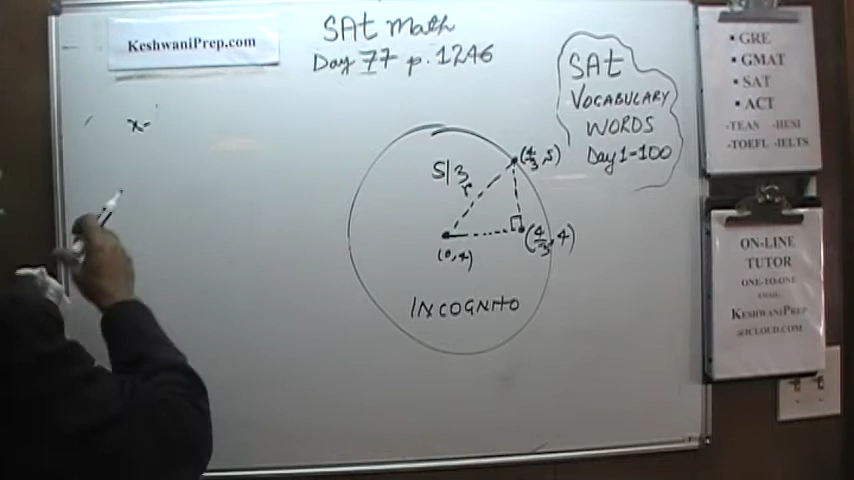 KeshwaniPrep.com
SAt Math
Day 77 p. 1246
x-
SAt
VOCABULARY
WORDS
Day 1-100
5/3
r
(4/3, 5)
(0, 4)
(4/3, 4)
INCOGNITO
GRE
GMAT
SAT
ACT
-TEAS -HESI
-TOEFL -IELTS
ON-LINE
TUTOR
ONE-TO-ONE
EMAIL:
KESHWANIPREP
@ICLOUD.COM